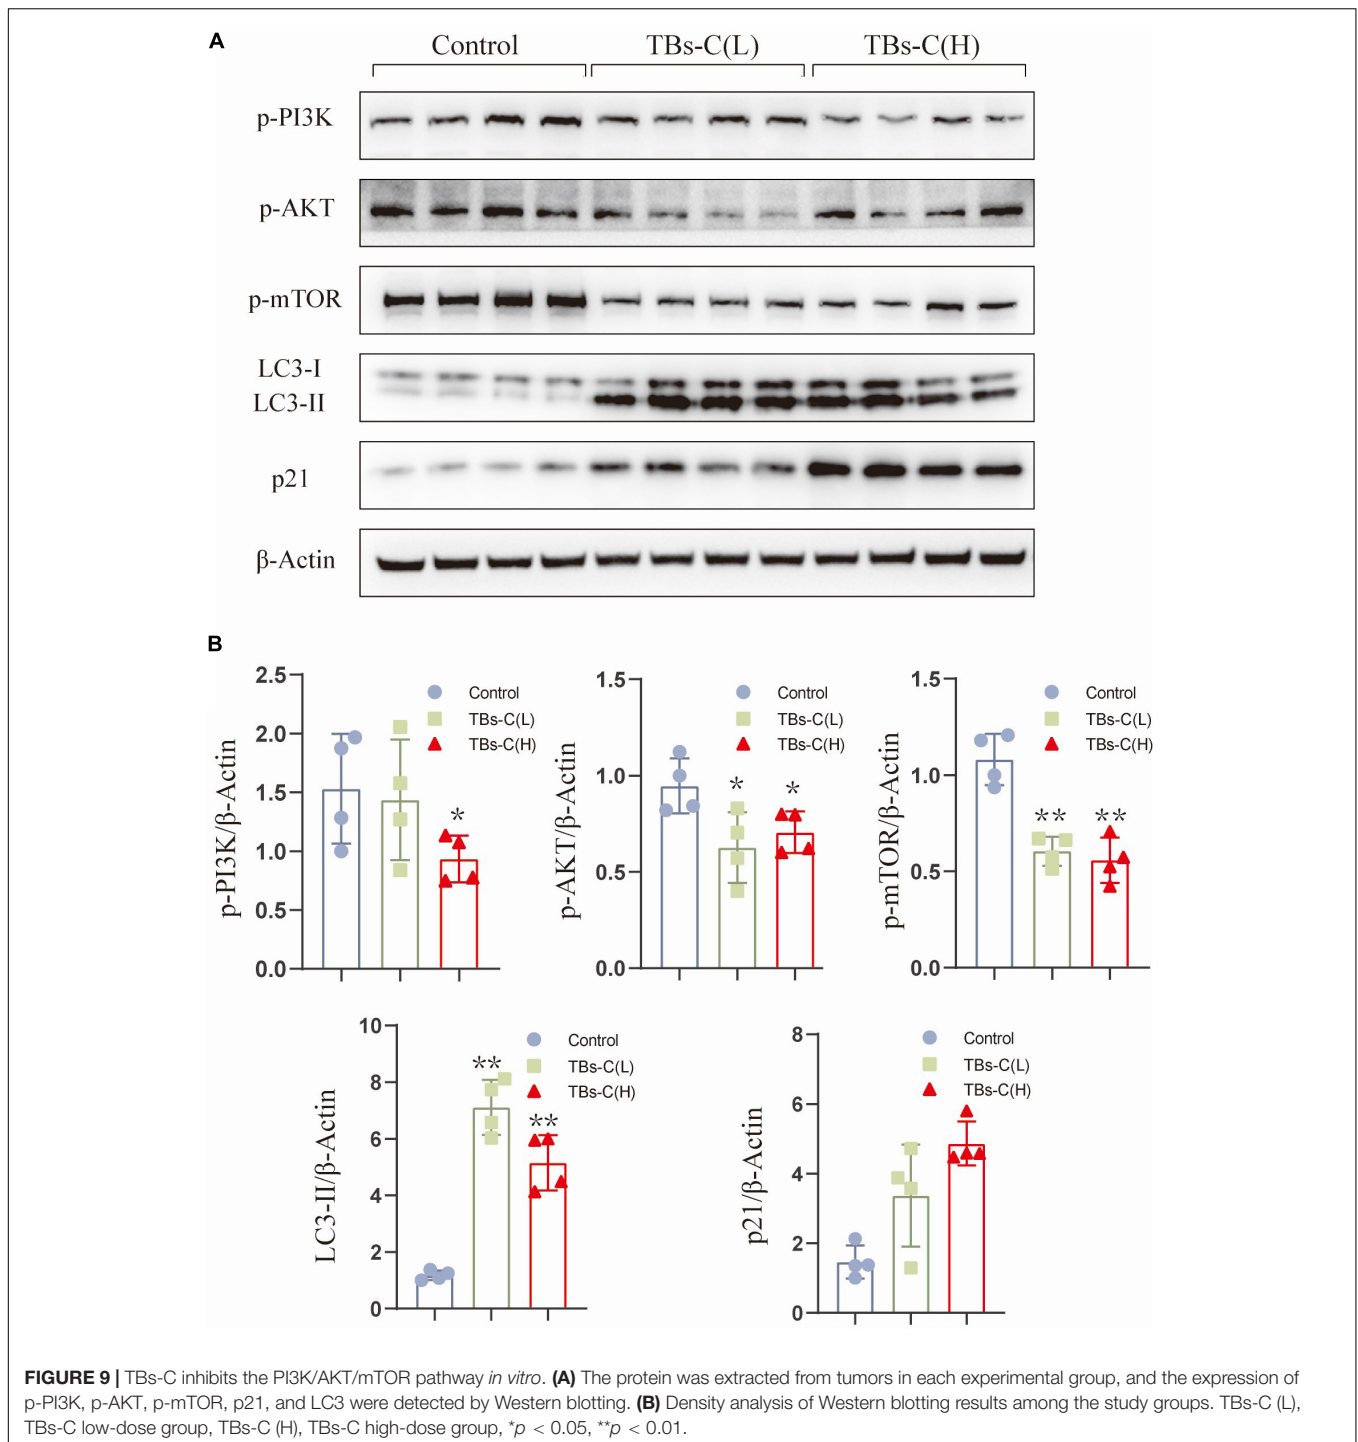 A
Control TBs-C(L) TBs-C(H)
p-PI3K
p-AKT
p-mTOR
LC3-I
LC3-II
p21
β-Actin
B
p-PI3K/β-Actin
2.5
2.0
1.5
1.0
0.5
0.0
Control
TBs-C(L)
TBs-C(H)
*
p-AKT/β-Actin
1.5
1.0
0.5
0.0
Control
TBs-C(L)
TBs-C(H)
* *
p-mTOR/β-Actin
1.5
1.0
0.5
0.0
Control
TBs-C(L)
TBs-C(H)
** **
LC3-II/β-Actin
10
8
6
4
2
0
Control
TBs-C(L)
TBs-C(H)
**
**
p21/β-Actin
8
6
4
2
0
Control
TBs-C(L)
TBs-C(H)
FIGURE 9 | TBs-C inhibits the PI3K/AKT/mTOR pathway in vitro. (A) The protein was extracted from tumors in each experimental group, and the expression of
p-PI3K, p-AKT, p-mTOR, p21, and LC3 were detected by Western blotting. (B) Density analysis of Western blotting results among the study groups. TBs-C (L),
TBs-C low-dose group, TBs-C (H), TBs-C high-dose group, *p < 0.05, **p < 0.01.